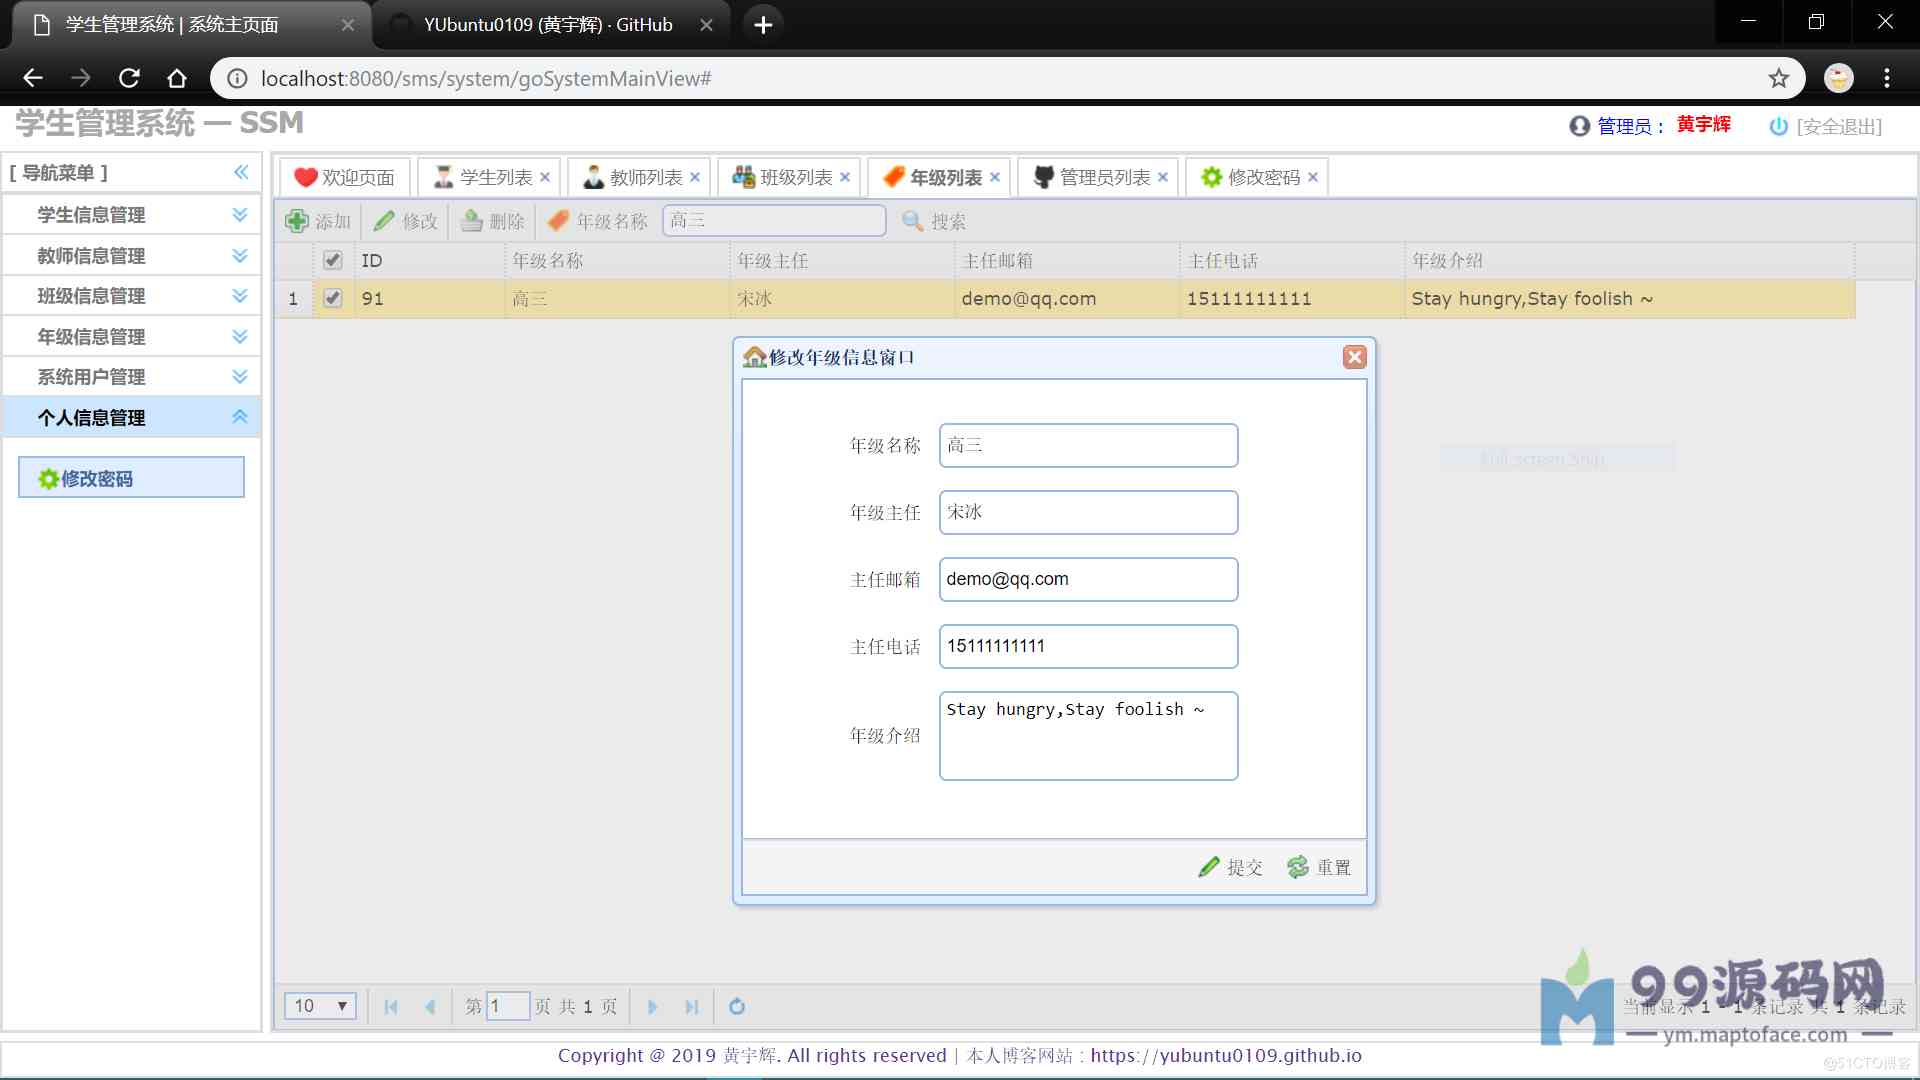 学生管理系统 | 系统主页面
YUbuntu0109 (黄宇辉) · GitHub
localhost:8080/sms/system/goSystemMainView#
学生管理系统 — SSM
管理员： 黄宇辉 [安全退出]
[ 导航菜单 ]
学生信息管理
教师信息管理
班级信息管理
年级信息管理
系统用户管理
个人信息管理
修改密码
欢迎页面 学生列表 教师列表 班级列表 年级列表 管理员列表 修改密码
添加 修改 删除 年级名称 高三 搜索
ID 年级名称 年级主任 主任邮箱 主任电话 年级介绍
1 91 高三 宋冰 demo@qq.com 15111111111 Stay hungry,Stay foolish ~
修改年级信息窗口
年级名称 高三
年级主任 宋冰
主任邮箱 demo@qq.com
主任电话 15111111111
年级介绍 Stay hungry,Stay foolish ~
提交 重置
Full screen Snip
10 第 1 页 共 1 页
当前显示 1 - 1 条记录 共 1 条记录
99源码网
ym.maptoface.com
Copyright @ 2019 黄宇辉. All rights reserved | 本人博客网站 : https://yubuntu0109.github.io
@51CTO博客